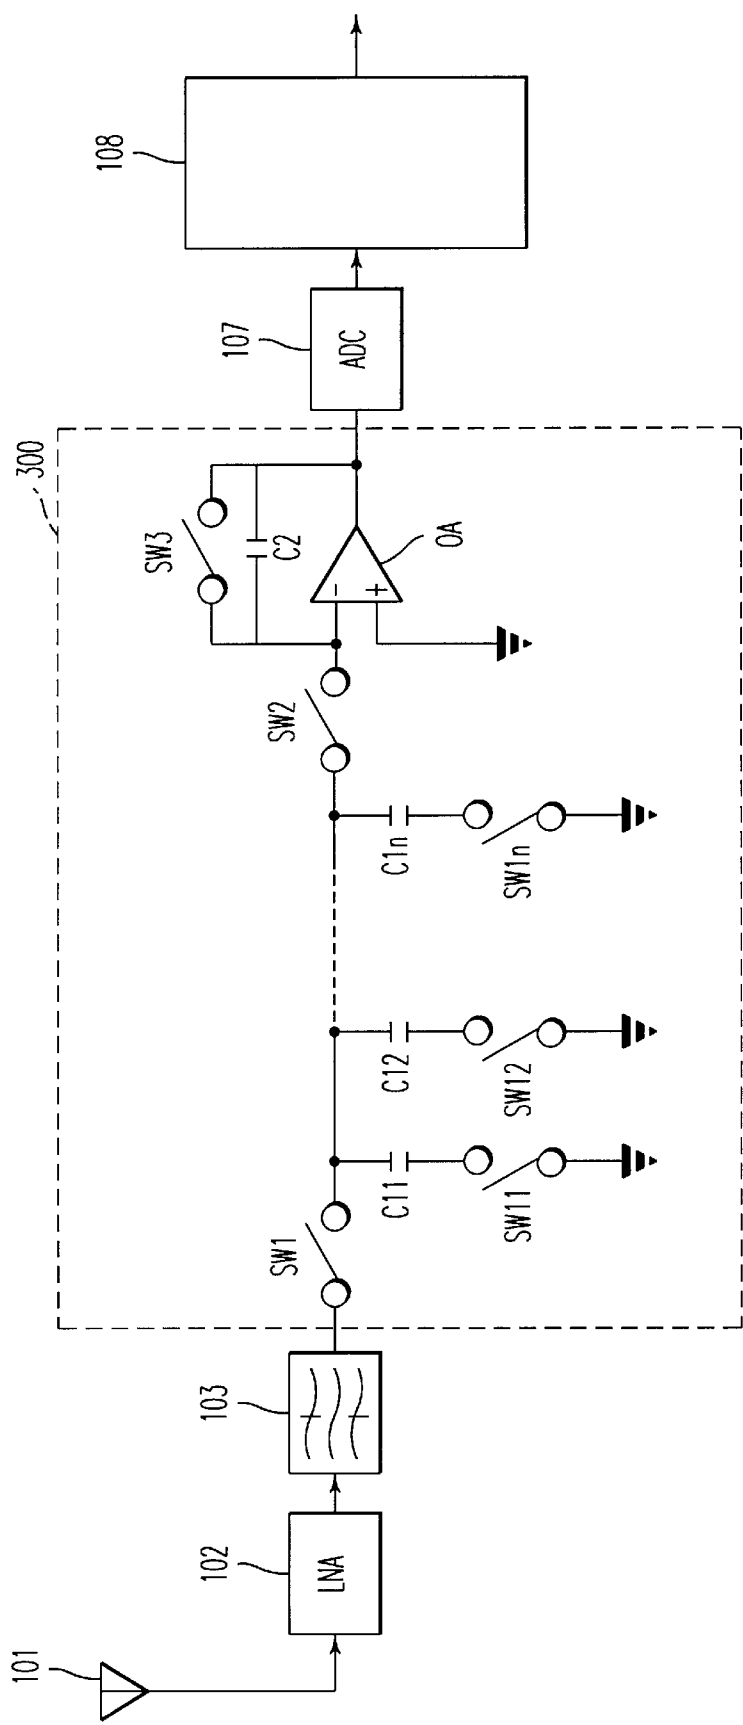 101
102
LNA
103
300
SW1
C11
SW11
C12
SW12
C1n
SW1n
SW2
SW3
C2
-
+
OA
107
ADC
108